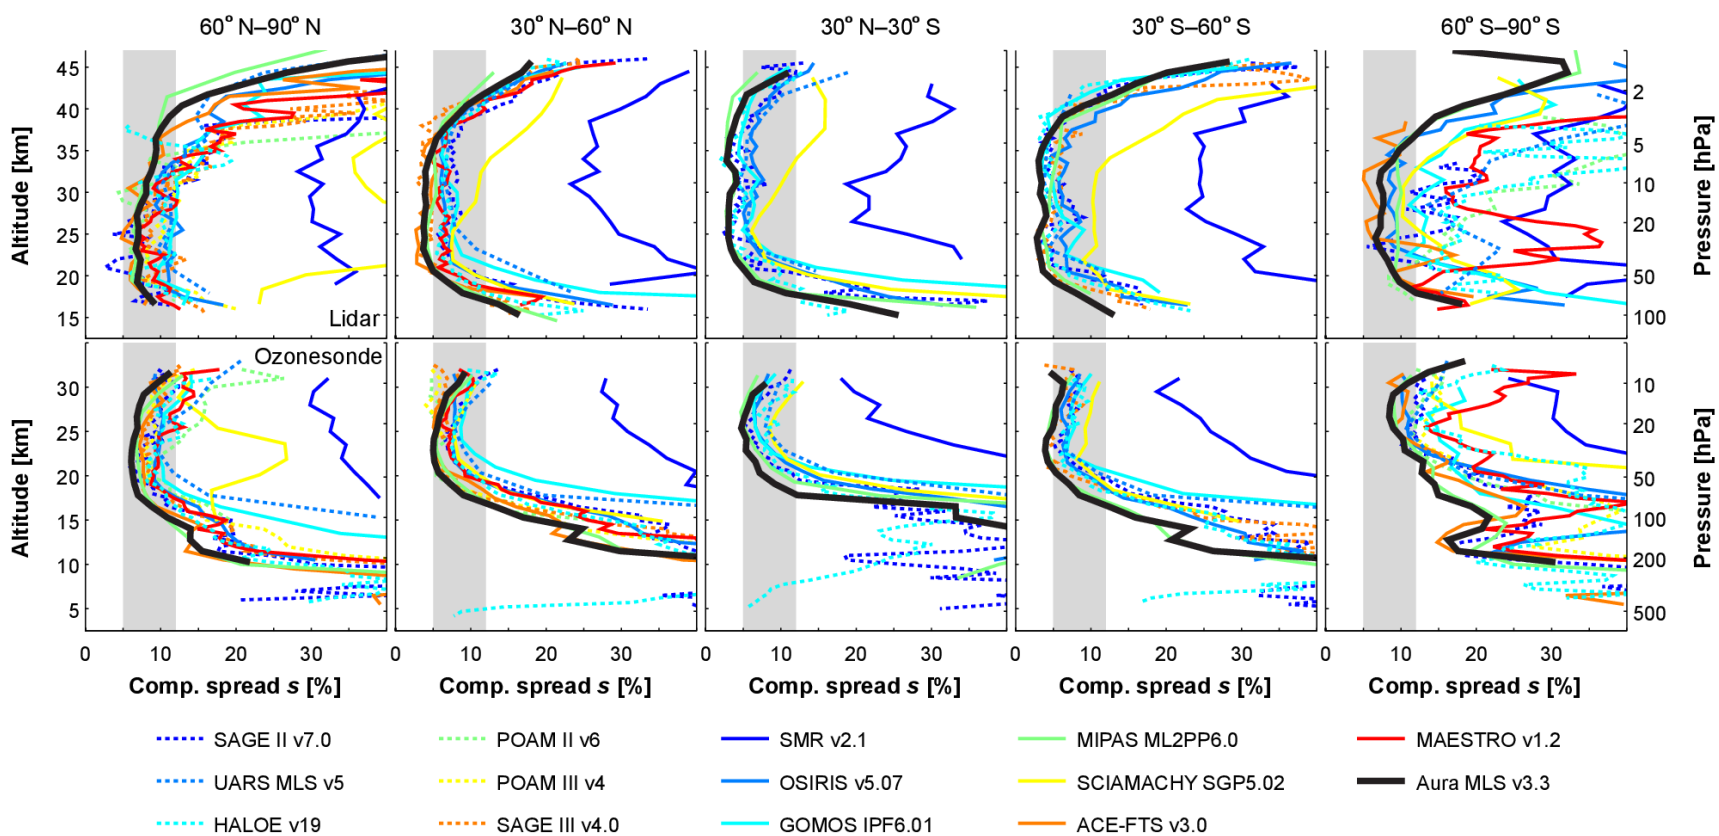 60° N–90° N 30° N–60° N 30° N–30° S 30° S–60° S 60° S–90° S
Altitude [km]
45
40
35
30
25
20
15
Lidar
2
5
10
20
50
100
Pressure [hPa]
Altitude [km]
30
25
20
15
10
5
Ozonesonde
10
20
50
100
200
500
Pressure [hPa]
0 10 20 30 0 10 20 30 0 10 20 30 0 10 20 30 0 10 20 30
Comp. spread s [%] Comp. spread s [%] Comp. spread s [%] Comp. spread s [%] Comp. spread s [%]
SAGE II v7.0 POAM II v6 SMR v2.1 MIPAS ML2PP6.0 MAESTRO v1.2
UARS MLS v5 POAM III v4 OSIRIS v5.07 SCIAMACHY SGP5.02 Aura MLS v3.3
HALOE v19 SAGE III v4.0 GOMOS IPF6.01 ACE-FTS v3.0